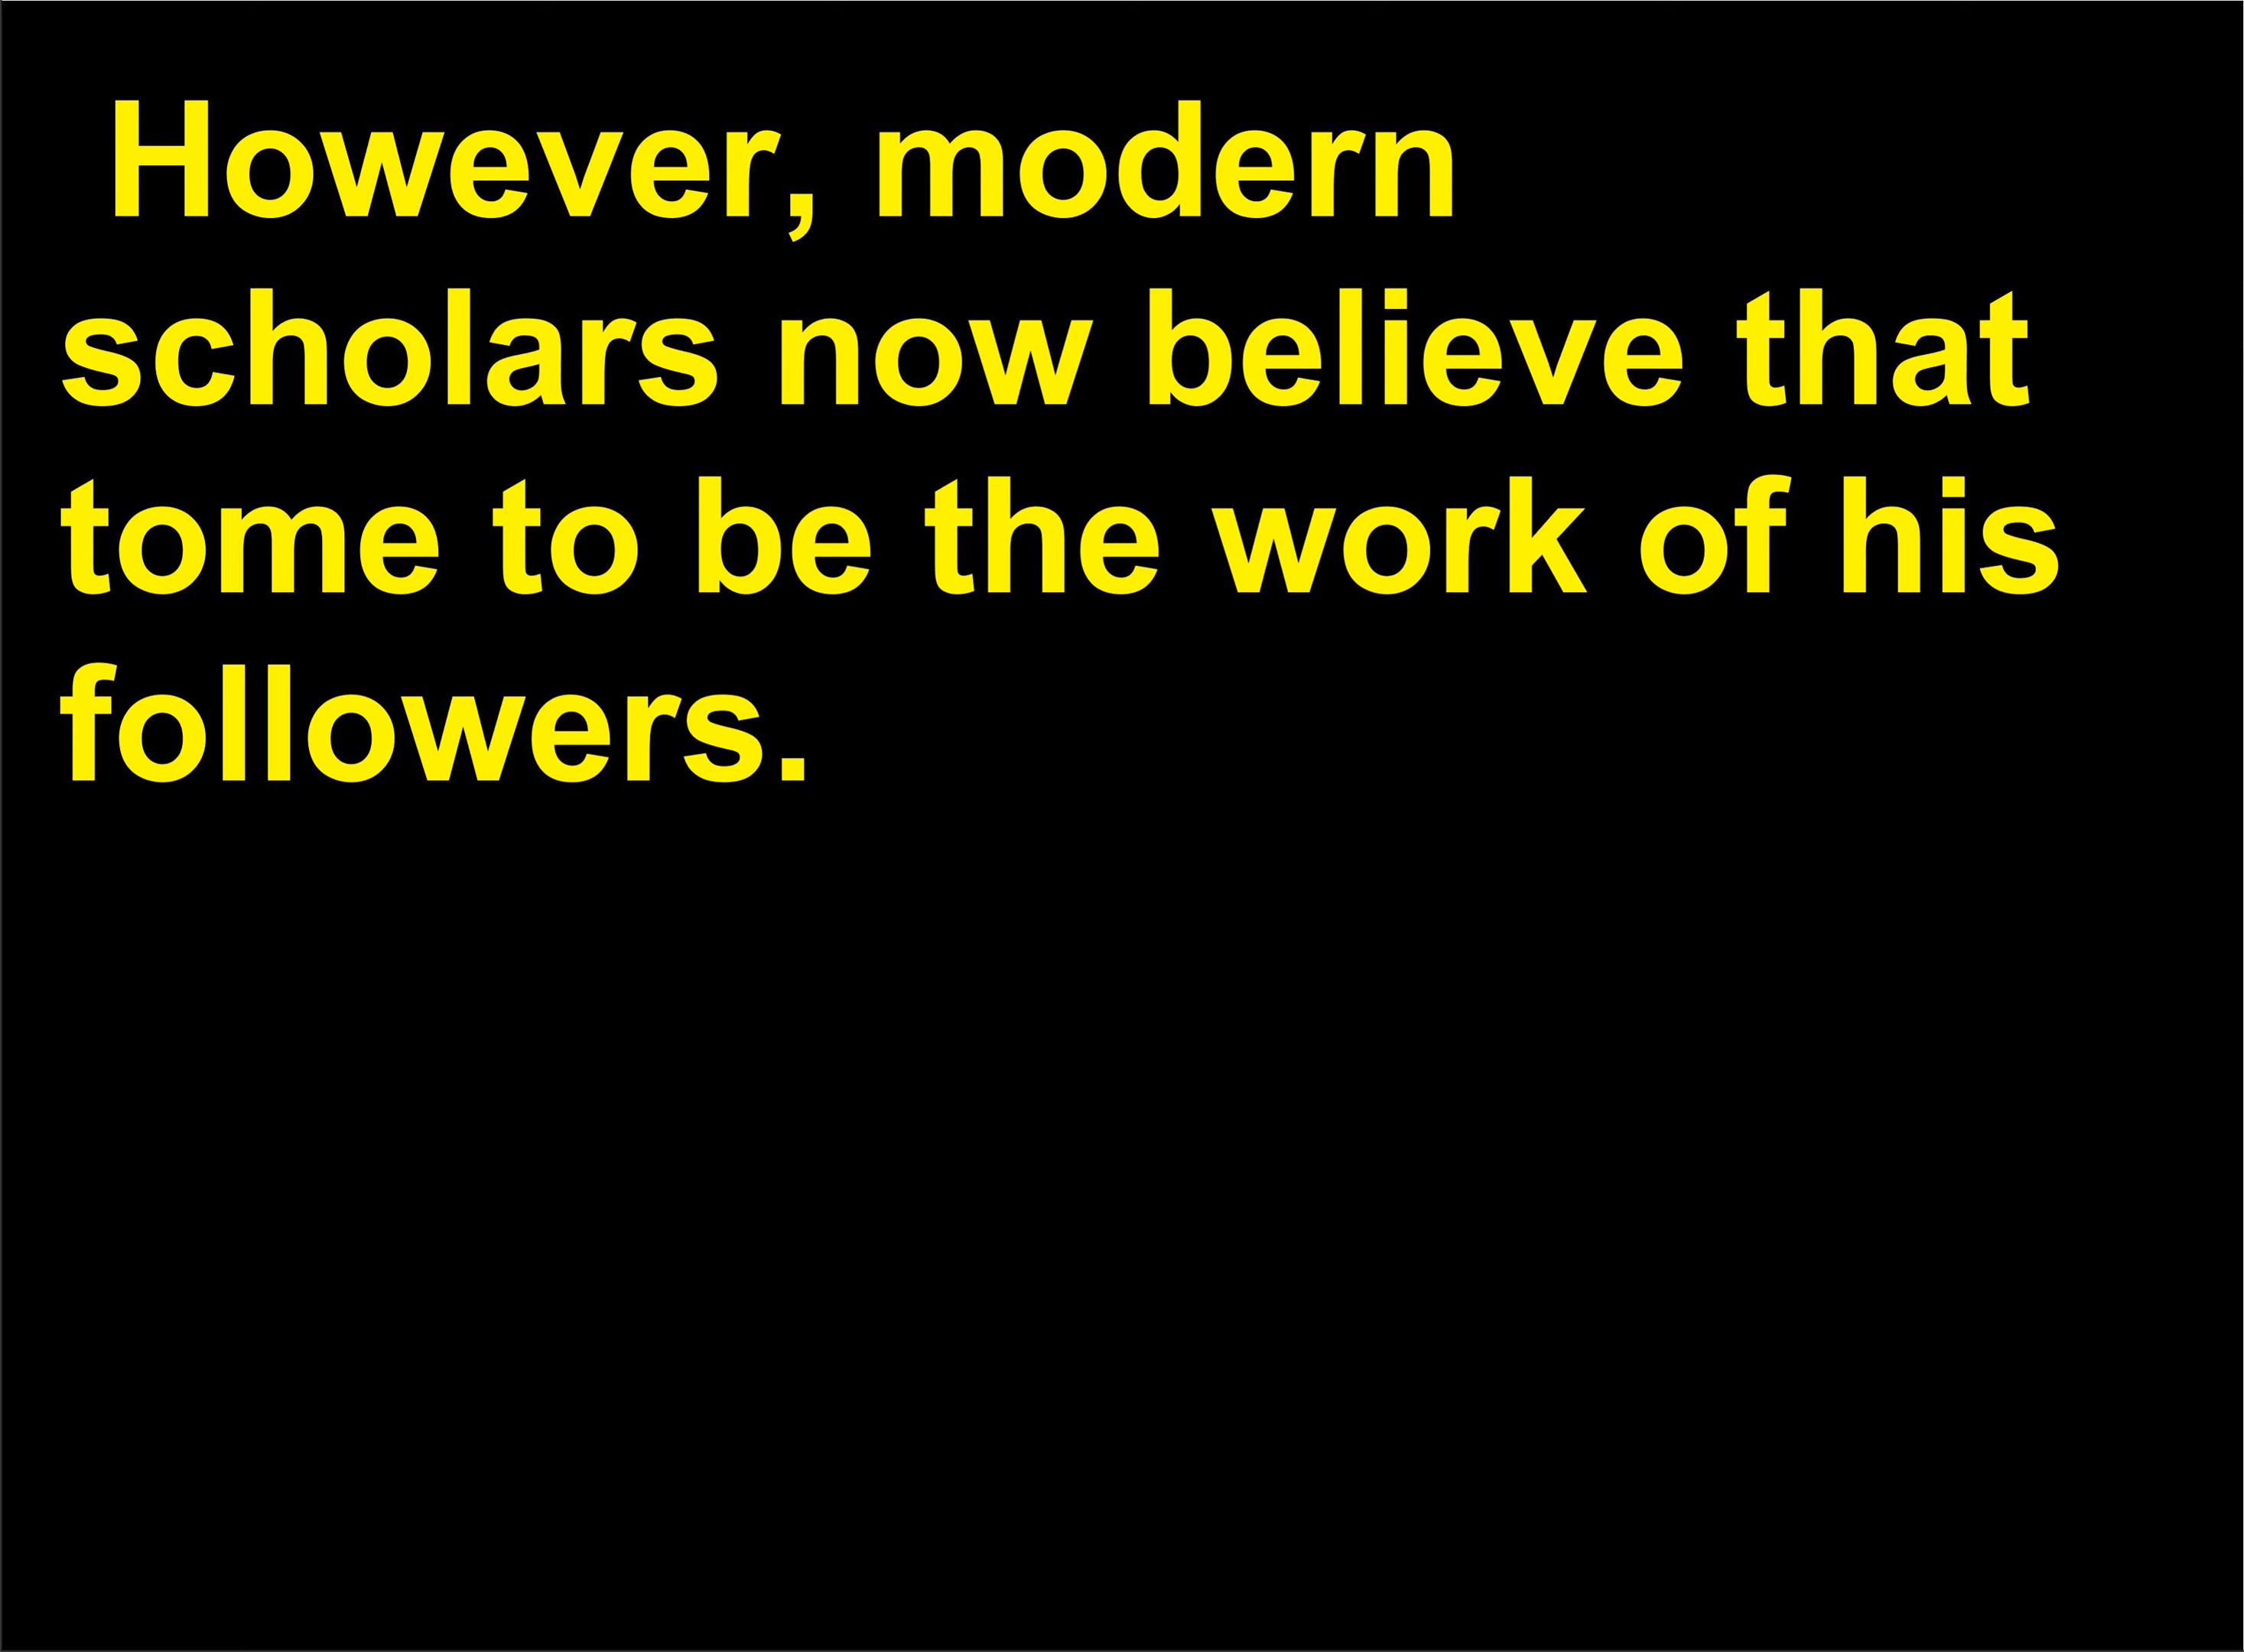 However, modern
scholars now believe that
tome to be the work of his
followers.